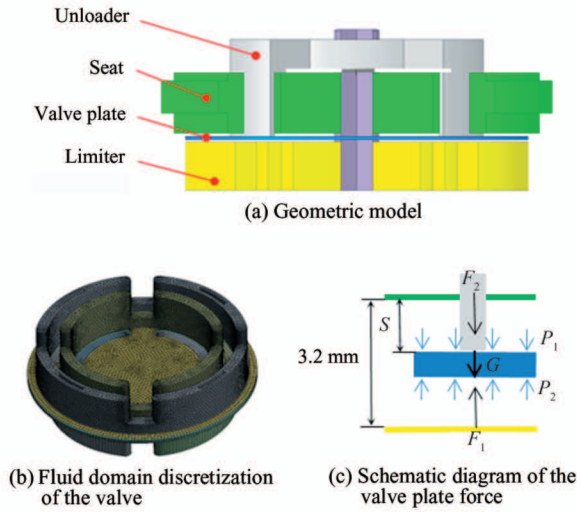 Unloader
Seat
Valve plate
Limiter
(a) Geometric model
F2
S
P1
3.2 mm
G
P2
F1
(b) Fluid domain discretization
of the valve
(c) Schematic diagram of the
valve plate force